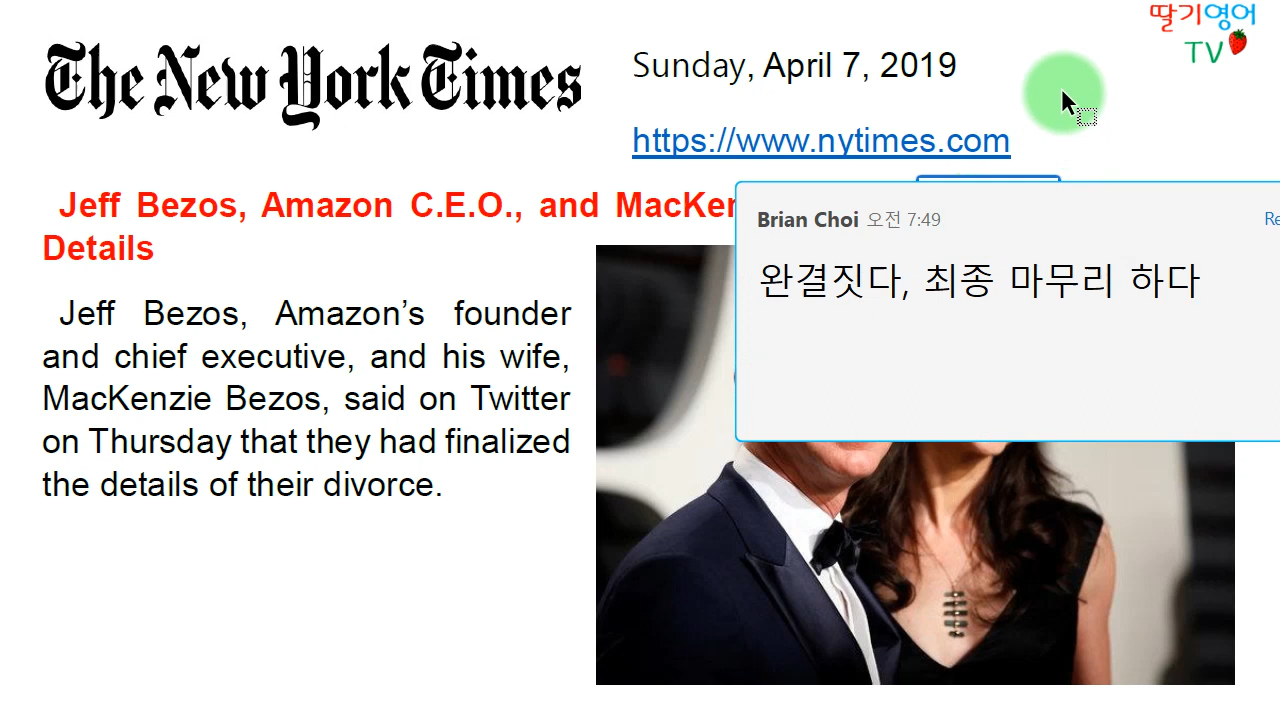 딸기영어
TV
The New York Times
Sunday, April 7, 2019
https://www.nytimes.com
Jeff Bezos, Amazon C.E.O., and
Details
Brian Choi 오전 7:49
완결짓다, 최종 마무리 하다
Jeff Bezos, Amazon’s founder
and chief executive, and his wife,
MacKenzie Bezos, said on Twitter
on Thursday that they had finalized
the details of their divorce.